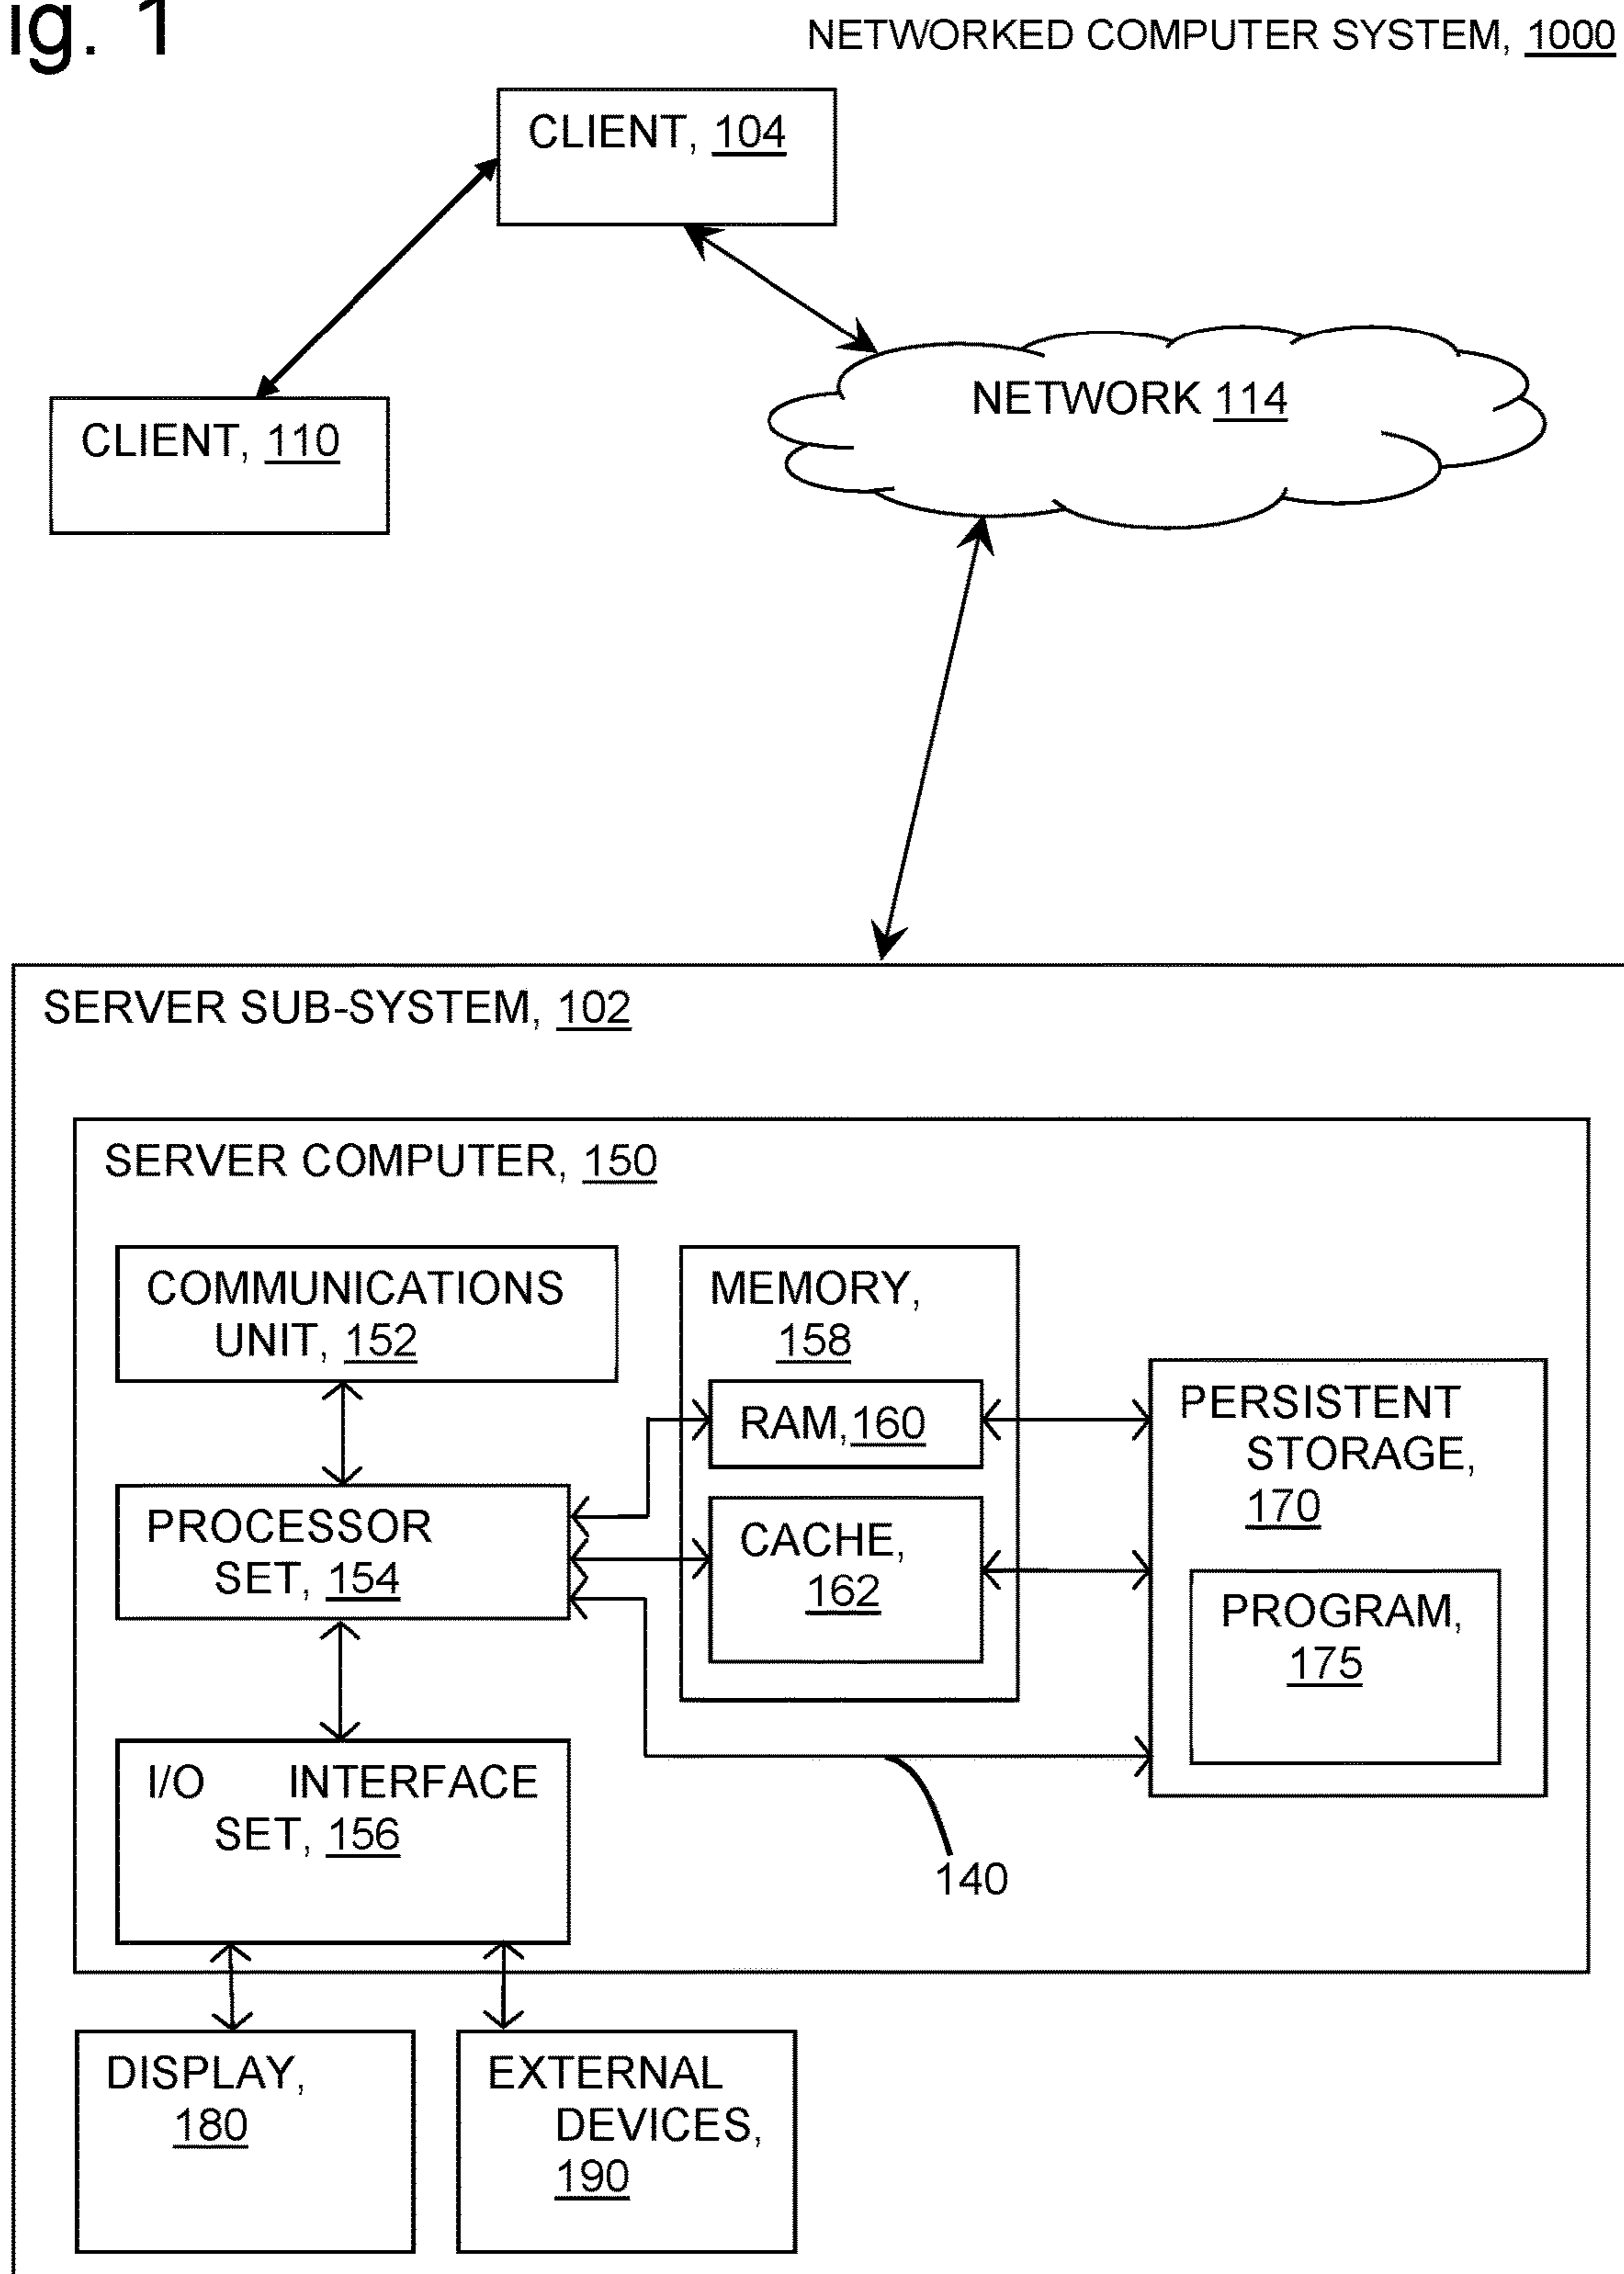 ig. 1
NETWORKED COMPUTER SYSTEM, 1000
CLIENT, 104
NETWORK 114
CLIENT, 110
SERVER SUB-SYSTEM, 102
SERVER COMPUTER, 150
COMMUNICATIONS
UNIT, 152
MEMORY,
158
RAM,160
PERSISTENT
STORAGE,
170
PROCESSOR
SET, 154
CACHE,
162
PROGRAM,
175
I/O INTERFACE
SET, 156
140
DISPLAY,
180
EXTERNAL
DEVICES,
190